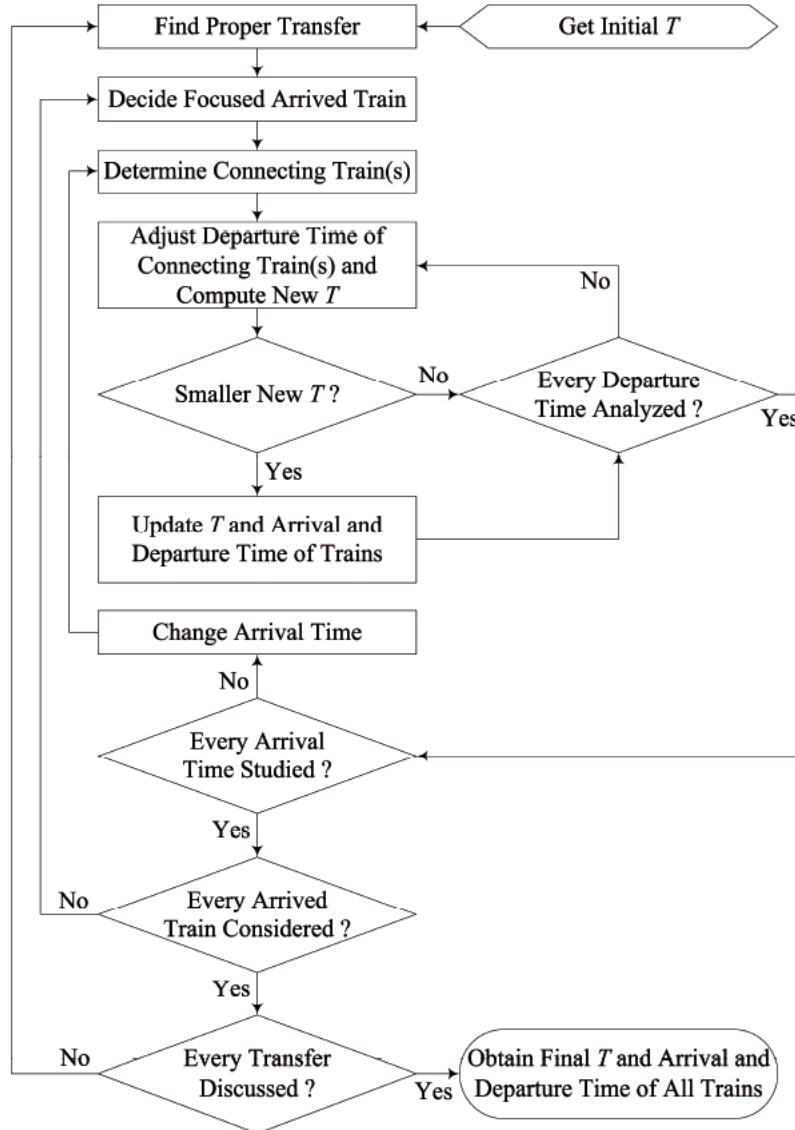 Find Proper Transfer
Get Initial T
Decide Focused Arrived Train
Determine Connecting Train(s)
Adjust Departure Time of
Connecting Train(s) and
Compute New T
No
Smaller New T ?
No
Every Departure
Time Analyzed ?
Yes
Yes
Update T and Arrival and
Departure Time of Trains
Change Arrival Time
No
Every Arrival
Time Studied ?
Yes
No
Every Arrived
Train Considered ?
Yes
No
Every Transfer
Discussed ?
Yes
Obtain Final T and Arrival and
Departure Time of All Trains